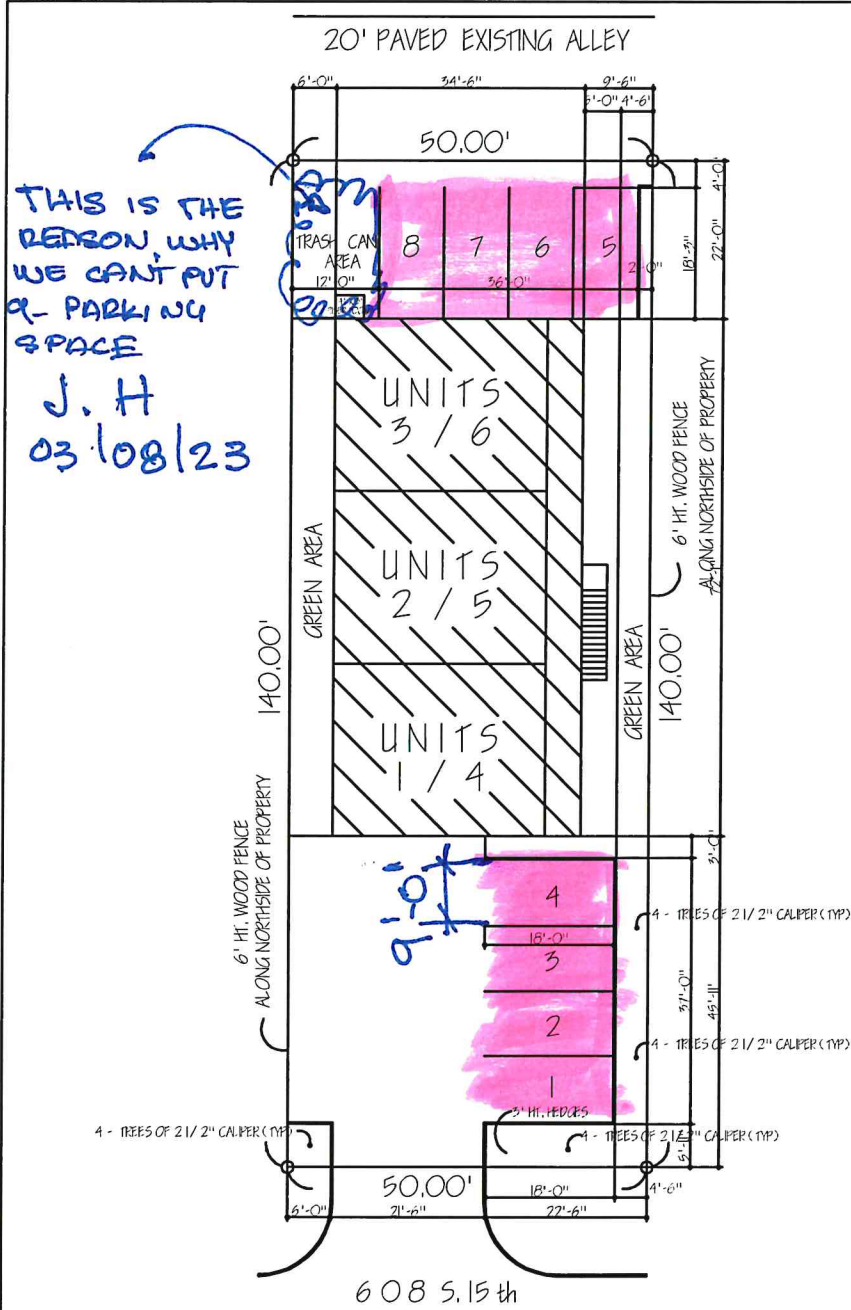 20' PAVED EXISTING ALLEY
6'-0" 34'-6" 9'-6"
5'-0" 4'-6"
50.00'
4'-0"
THIS IS THE
REASON WHY
WE CANT PUT
9- PARKING
SPACE
J. H
03/08/23
TRASH CAN
AREA
8 7 6 5
12'-0" 36'-0" 2'-0"
18'-3"
22'-0"
UNITS
3 / 6
6' HT. WOOD FENCE
ALONG NORTHSIDE OF PROPERTY
GREEN AREA
UNITS
2 / 5
140.00'
GREEN AREA
140.00'
UNITS
1 / 4
6' HT. WOOD FENCE
ALONG NORTHSIDE OF PROPERTY
3'-0"
9'-0"
4
4 - TREES OF 2 1/2" CALIPER (TYP)
18'-0"
3
37'-0"
45'-11"
2
4 - TREES OF 2 1/2" CALIPER (TYP)
1
3' HT. HEDGES
4 - TREES OF 2 1/2" CALIPER (TYP)
4 - TREES OF 2 1/2" CALIPER (TYP)
5'-11"
50.00'
18'-0" 4'-6"
6'-0" 21'-6" 22'-6"
608 S. 15th